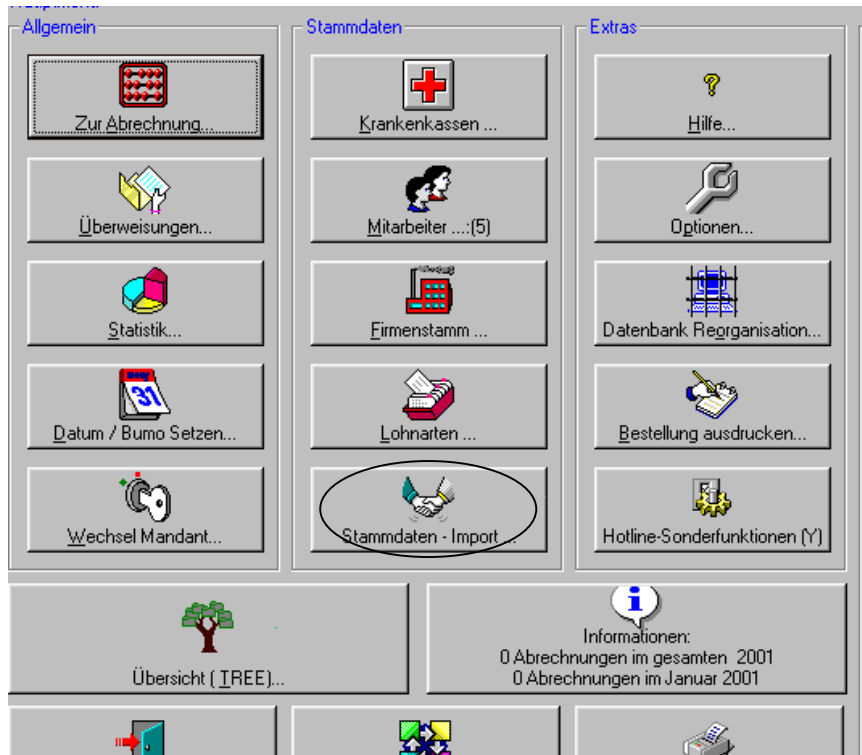 Allgemein
Zur Abrechnung...
Überweisungen...
Statistik...
Datum / Bumo Setzen...
Wechsel Mandant...
Stammdaten
Krankenkassen ...
Mitarbeiter ...:(5)
Firmenstamm ...
Lohnarten ...
Stammdaten - Import ...
Extras
Hilfe...
Optionen...
Datenbank Reorganisation...
Bestellung ausdrucken...
Hotline-Sonderfunktionen (Y)
Übersicht ( TREE)...
Informationen:
0 Abrechnungen im gesamten 2001
0 Abrechnungen im Januar 2001